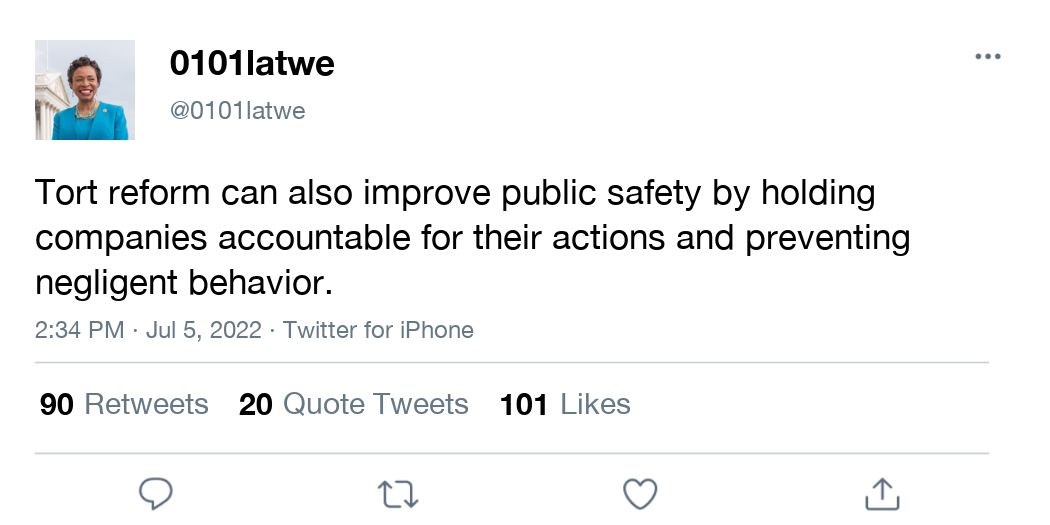 0101latwe
@0101latwe
Tort reform can also improve public safety by holding
companies accountable for their actions and preventing
negligent behavior.
2:34 PM · Jul 5, 2022 · Twitter for iPhone
90 Retweets 20 Quote Tweets 101 Likes